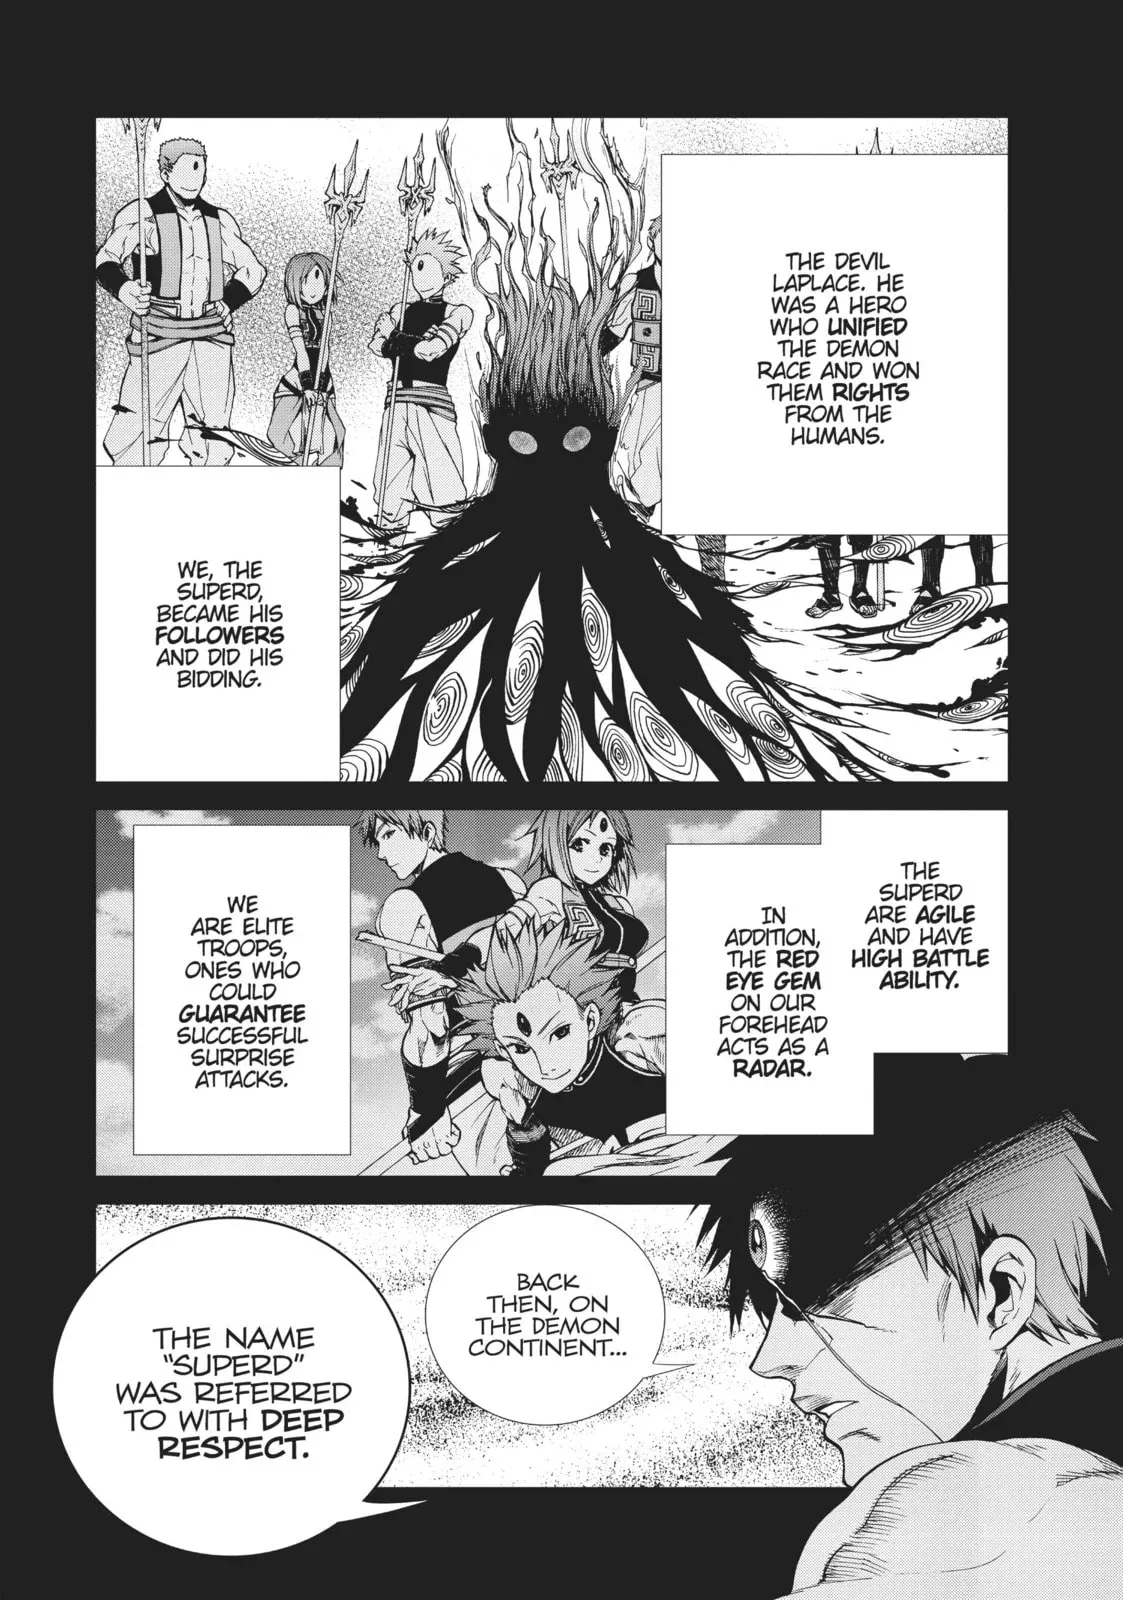 THE DEVIL
LAPLACE. HE
WAS A HERO
WHO UNIFIED
THE DEMON
RACE AND WON
THEM RIGHTS
FROM THE
HUMANS.
WE, THE
SUPERD,
BECAME HIS
FOLLOWERS
AND DID HIS
BIDDING.
THE
SUPERD
ARE AGILE
AND HAVE
HIGH BATTLE
ABILITY.
IN
ADDITION,
THE RED
EYE GEM
ON OUR
FOREHEAD
ACTS AS A
RADAR.
WE
ARE ELITE
TROOPS,
ONES WHO
COULD
GUARANTEE
SUCCESSFUL
SURPRISE
ATTACKS.
BACK
THEN, ON
THE DEMON
CONTINENT...
THE NAME
"SUPERD"
WAS REFERRED
TO WITH DEEP
RESPECT.